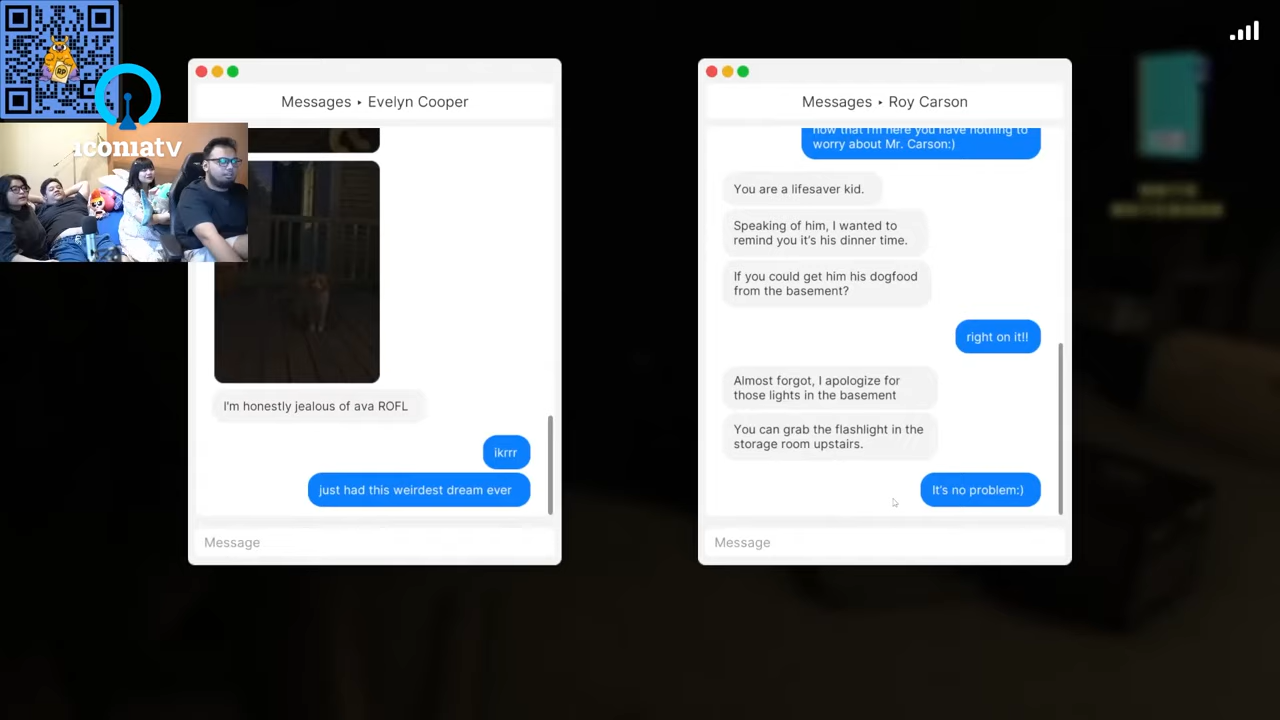 iconiatv
RP
Messages ▸ Evelyn Cooper
I'm honestly jealous of ava ROFL
ikrrr
just had this weirdest dream ever
Message
Messages ▸ Roy Carson
now that I'm here you have nothing to
worry about Mr. Carson:)
You are a lifesaver kid.
Speaking of him, I wanted to
remind you it's his dinner time.
If you could get him his dogfood
from the basement?
right on it!!
Almost forgot, I apologize for
those lights in the basement
You can grab the flashlight in the
storage room upstairs.
It's no problem:)
Message